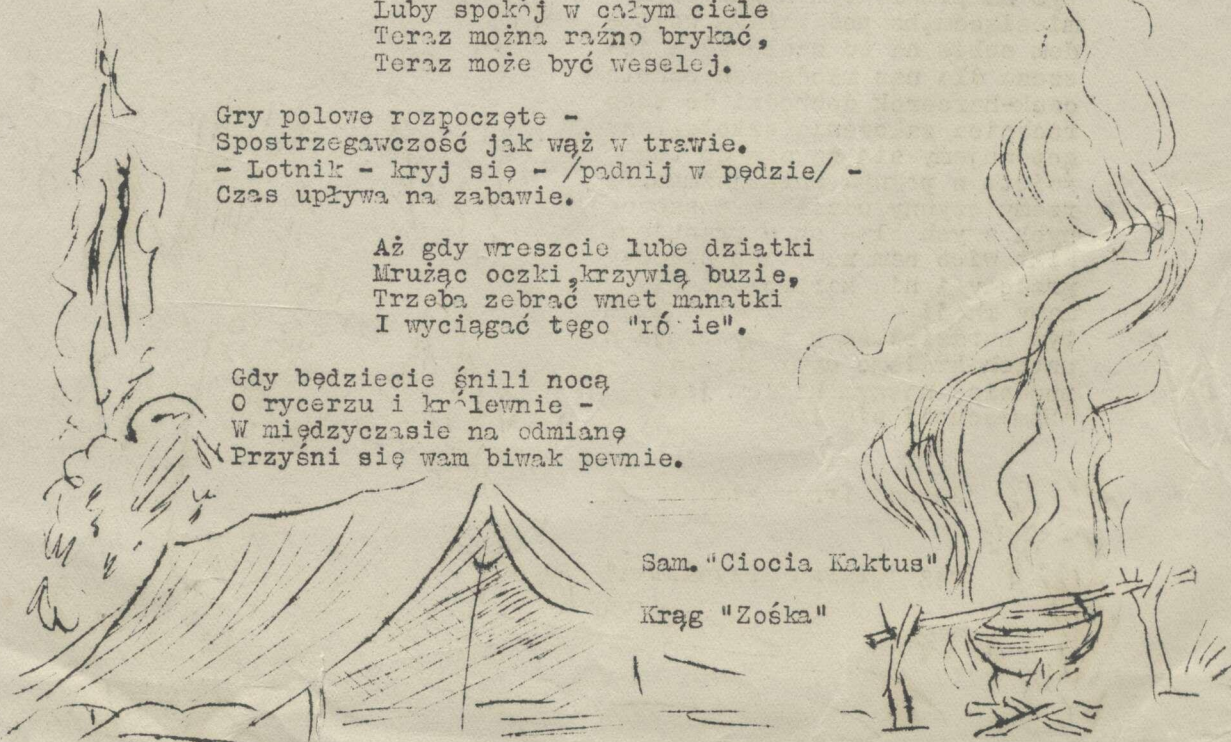 Luby spokój w całym ciele
Teraz można raźno brykać,
Teraz może być weselej.
Gry polowe rozpoczęte -
Spostrzegawczość jak wąż w trawie.
- Lotnik - kryj się - /padnij w pędzie/ -
Czas upływa na zabawie.
Aż gdy wreszcie lube dziatki
Mrużąc oczki,krzywią buzie,
Trzeba zebrać wnet manatki
I wyciągać tęgo
Gdy będziecie śnili nocą
O rycerzu i królewnie -
W międzyczasie na odmianę
Przyśni się wam biwak pewnie.
Sam."Ciocia Kaktus"
Krąg "Zośka"